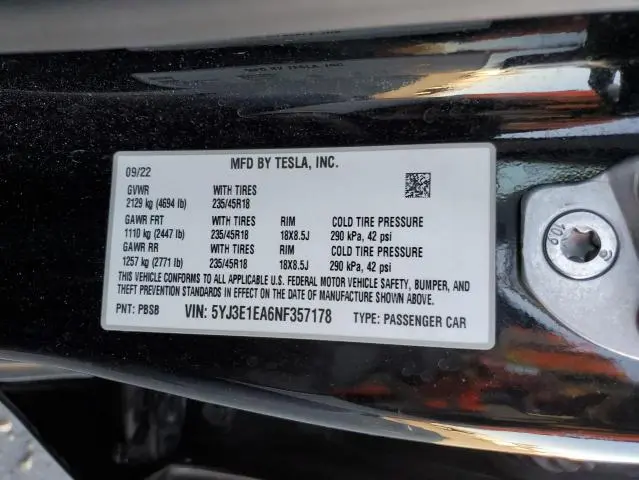 MFD BY TESLA, INC.
09/22
GVWR WITH TIRES
2129 kg (4694 lb) 235/45R18
GAWR FRT WITH TIRES RIM COLD TIRE PRESSURE
1110 kg (2447 lb) 235/45R18 18X8.5J 290 kPa, 42 psi
GAWR RR WITH TIRES RIM COLD TIRE PRESSURE
1257 kg (2771 lb) 235/45R18 18X8.5J 290 kPa, 42 psi
THIS VEHICLE CONFORMS TO ALL APPLICABLE U.S. FEDERAL MOTOR VEHICLE SAFETY, BUMPER, AND
THEFT PREVENTION STANDARDS IN EFFECT ON THE DATE OF MANUFACTURE SHOWN ABOVE.
PNT: PBSB VIN: 5YJ3E1EA6NF357178 TYPE: PASSENGER CAR
10.9